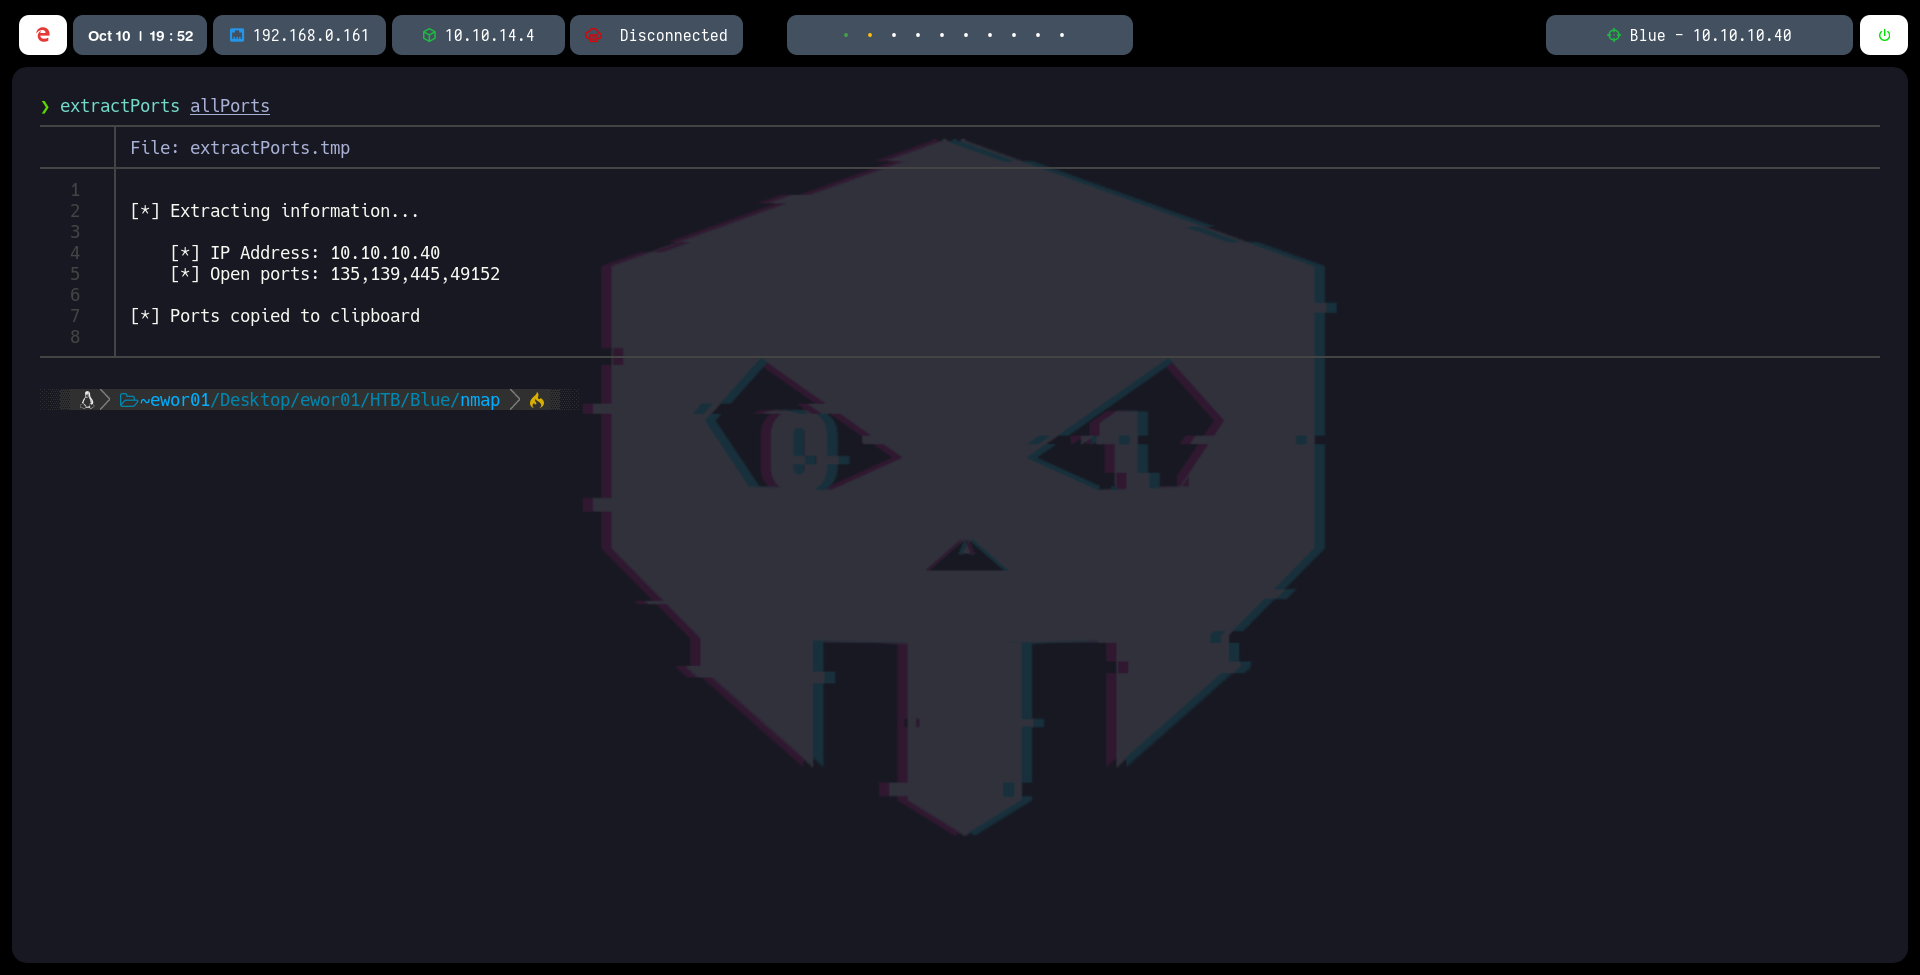 e Oct 10 | 19 : 52 192.168.0.161 10.10.14.4 Disconnected Blue - 10.10.10.40
❯ extractPorts allPorts
File: extractPorts.tmp
1
2 [*] Extracting information...
3
4 [*] IP Address: 10.10.10.40
5 [*] Open ports: 135,139,445,49152
6
7 [*] Ports copied to clipboard
8
~ewor01/Desktop/ewor01/HTB/Blue/nmap
0 1